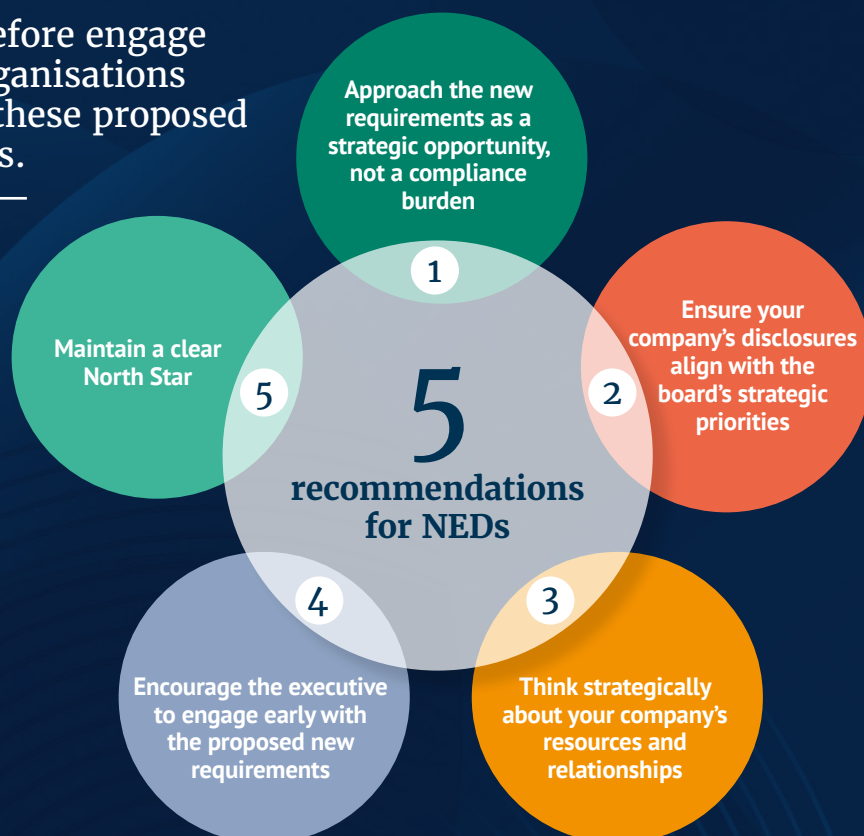 efore engage
ganisations
these proposed
s.
Approach the new
requirements as a
strategic opportunity,
not a compliance
burden
1
Ensure your
company's disclosures
align with the
board's strategic
priorities
2
Think strategically
about your company's
resources and
relationships
3
Encourage the executive
to engage early with
the proposed new
requirements
4
Maintain a clear
North Star
5
5
recommendations
for NEDs